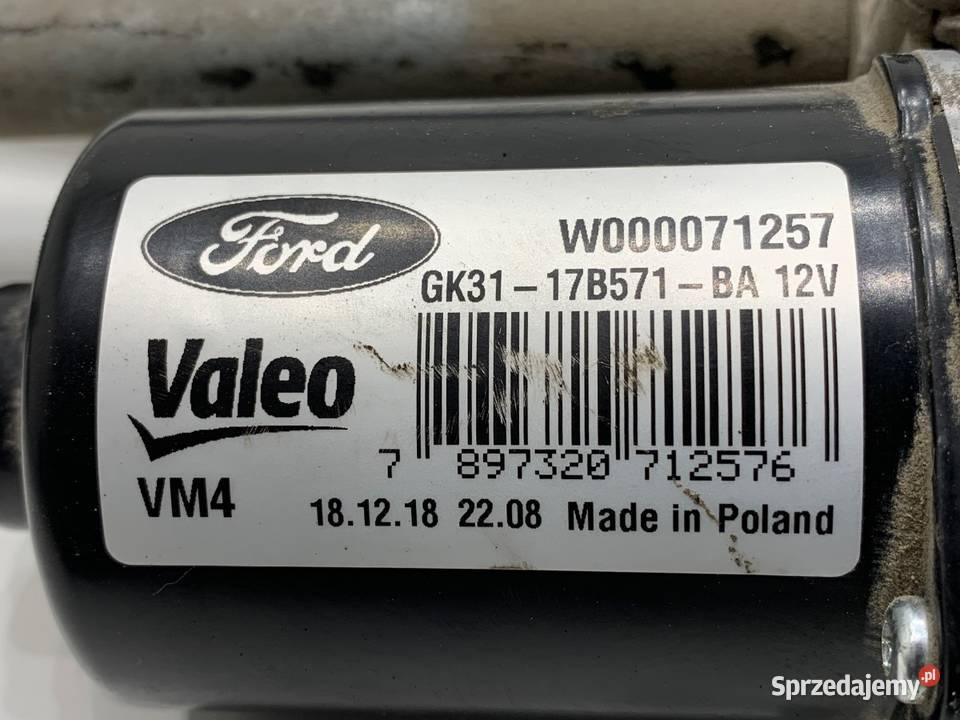 Ford
W000071257
GK31-17B571-BA 12V
Valeo
7 897320 712576
VM4
18.12.18 22.08 Made in Poland
Sprzedajemy.pl